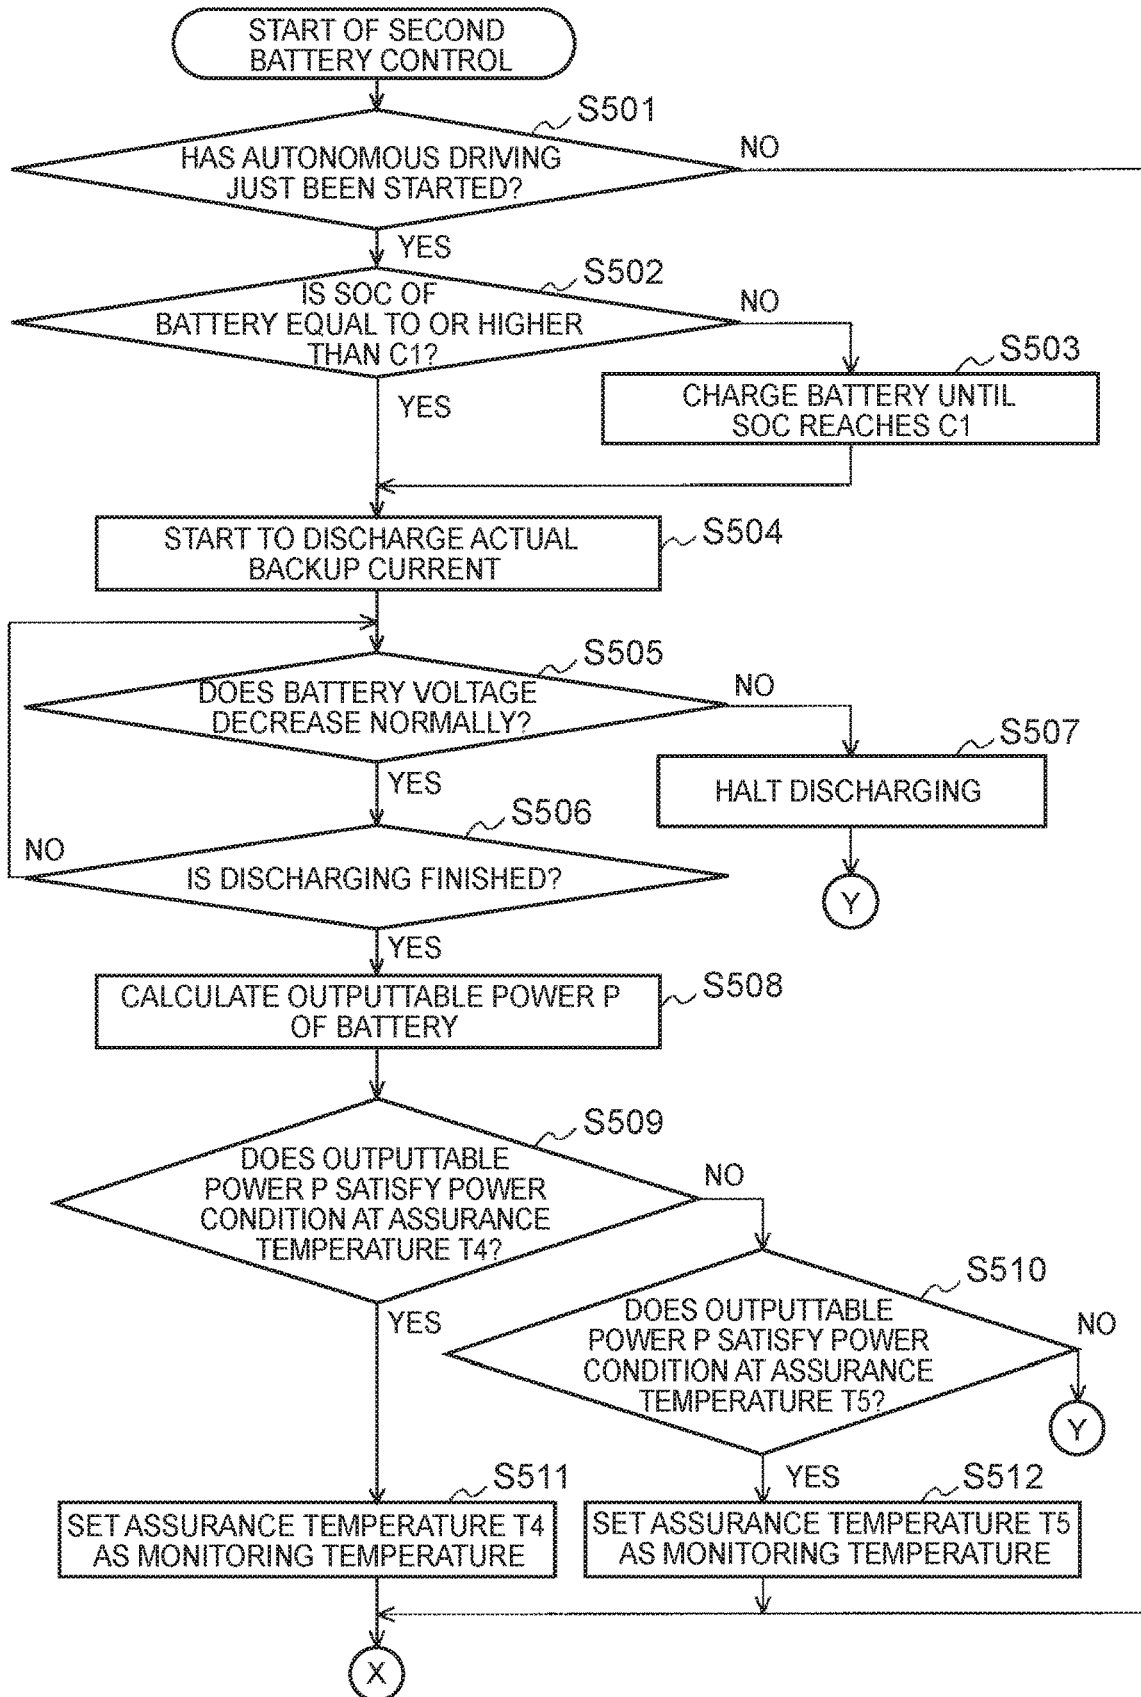 START OF SECOND
BATTERY CONTROL
S501
HAS AUTONOMOUS DRIVING
JUST BEEN STARTED?
NO
YES
S502
IS SOC OF
BATTERY EQUAL TO OR HIGHER
THAN C1?
NO
YES
S503
CHARGE BATTERY UNTIL
SOC REACHES C1
START TO DISCHARGE ACTUAL
BACKUP CURRENT
S504
S505
DOES BATTERY VOLTAGE
DECREASE NORMALLY?
NO
YES
S507
HALT DISCHARGING
Y
S506
IS DISCHARGING FINISHED?
NO
YES
CALCULATE OUTPUTTABLE POWER P
OF BATTERY
S508
S509
DOES OUTPUTTABLE
POWER P SATISFY POWER
CONDITION AT ASSURANCE
TEMPERATURE T4?
NO
YES
S510
DOES OUTPUTTABLE
POWER P SATISFY POWER
CONDITION AT ASSURANCE
TEMPERATURE T5?
NO
Y
YES
S511
SET ASSURANCE TEMPERATURE T4
AS MONITORING TEMPERATURE
S512
SET ASSURANCE TEMPERATURE T5
AS MONITORING TEMPERATURE
X